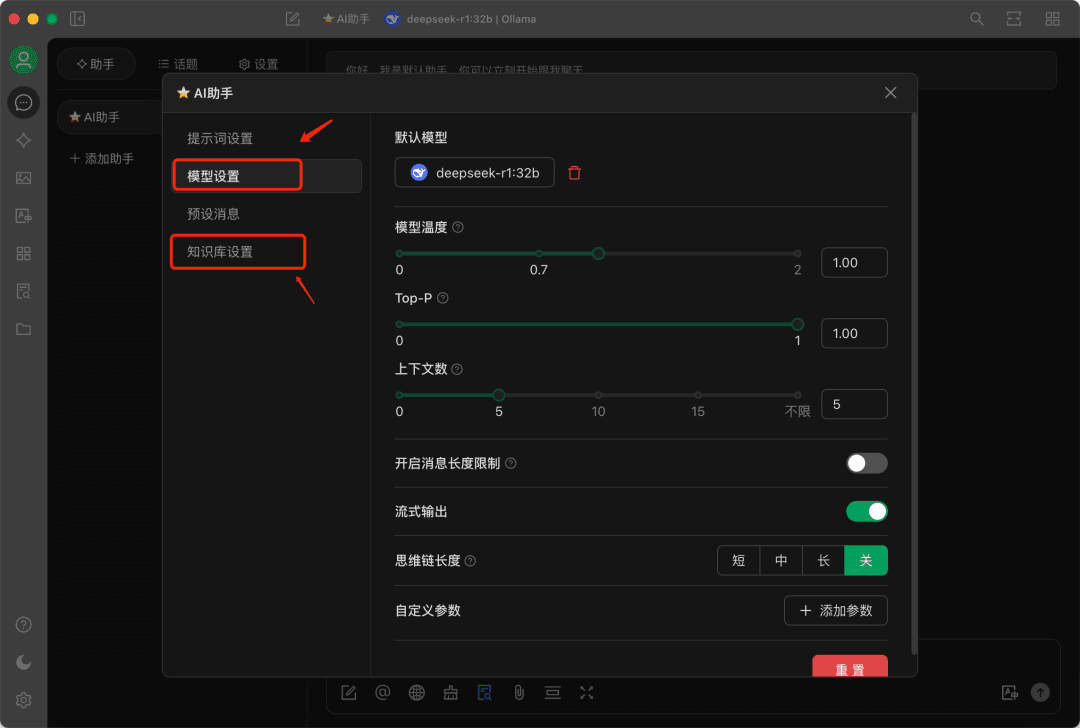 AI助手 deepseek-r1:32b | Ollama
助手 话题 设置
你好，我是默认助手，你可以立刻开始跟我聊天
AI助手
添加助手
AI助手
提示词设置
模型设置
预设消息
知识库设置
默认模型
deepseek-r1:32b
模型温度
0 0.7 2 1.00
Top-P
0 1 1.00
上下文数
0 5 10 15 不限 5
开启消息长度限制
流式输出
思维链长度 短 中 长 关
自定义参数 添加参数
重置